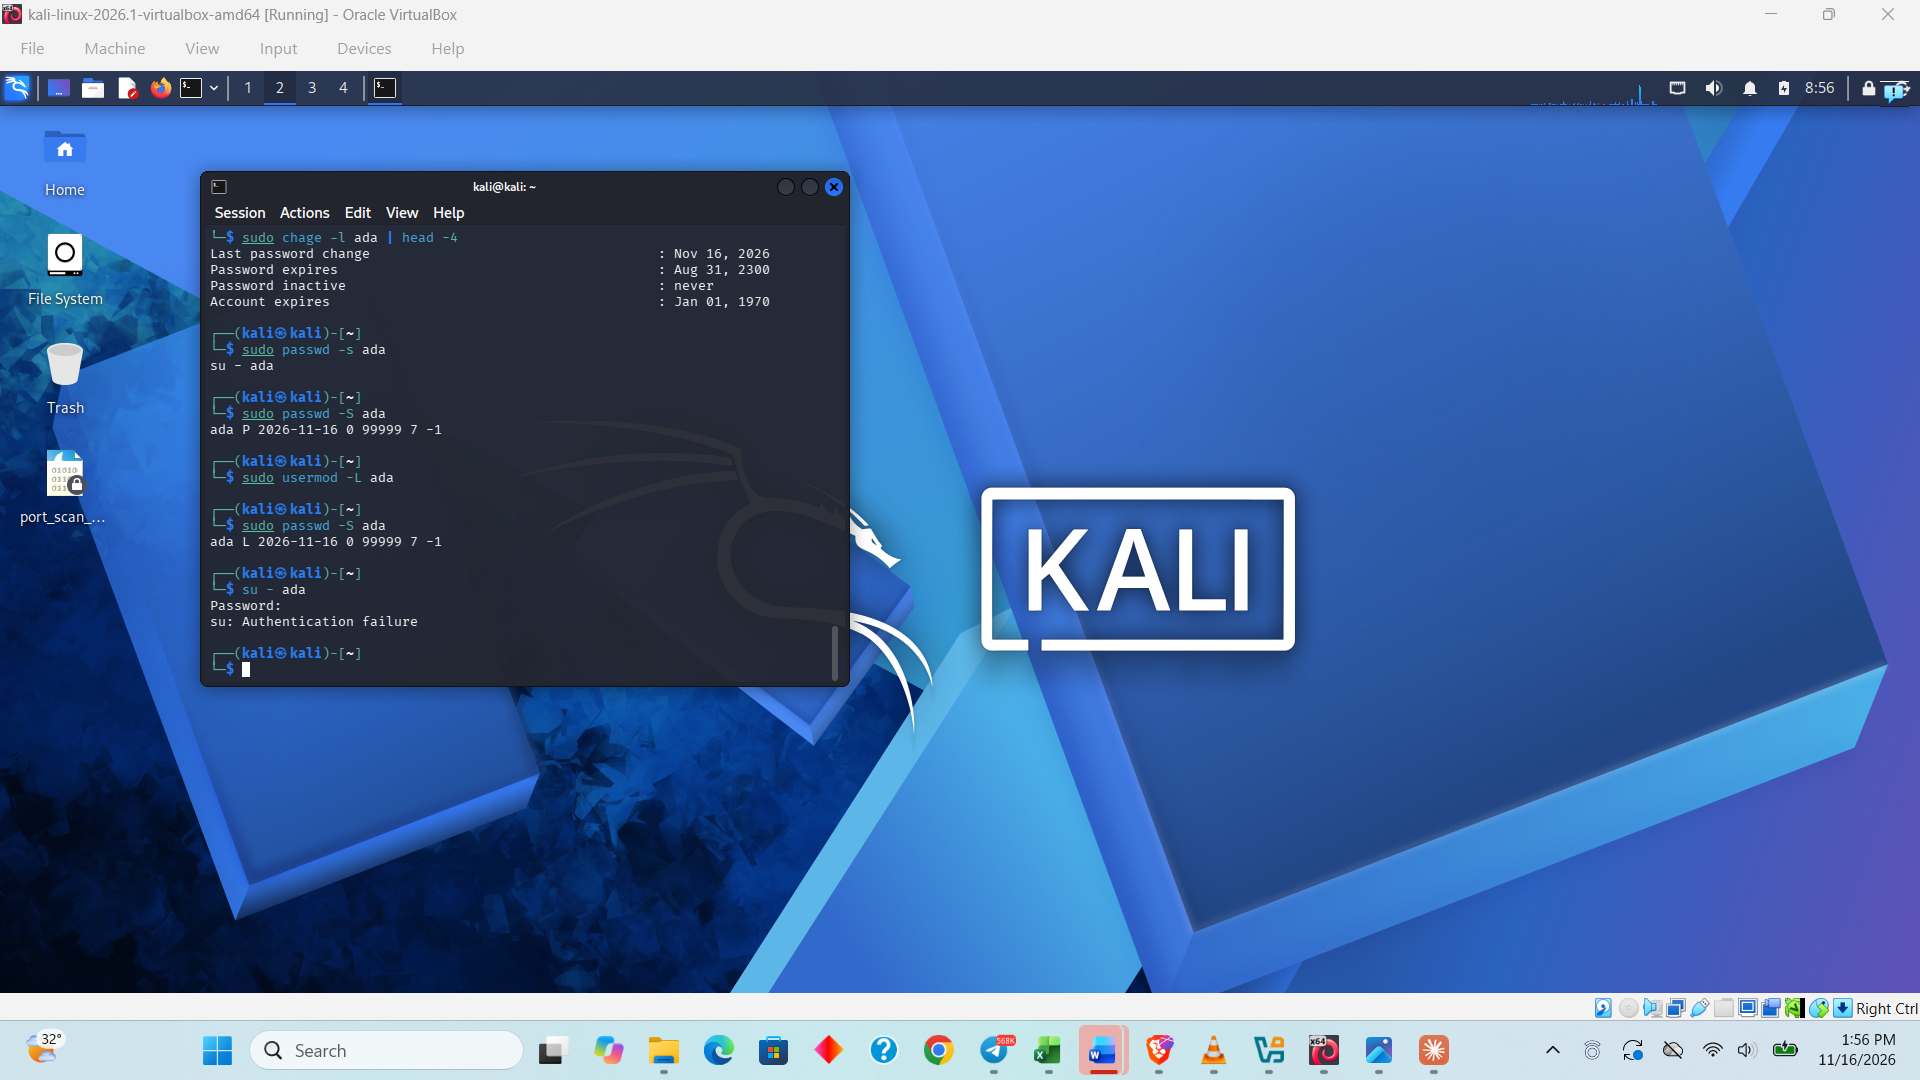 kali-linux-2026.1-virtualbox-amd64 [Running] - Oracle VirtualBox
File Machine View Input Devices Help
1 2 3 4 8:56
Home
File System
Trash
port_scan_...
kali@kali: ~
Session Actions Edit View Help
└─$ sudo chage -l ada | head -4
Last password change : Nov 16, 2026
Password expires : Aug 31, 2300
Password inactive : never
Account expires : Jan 01, 1970
┌──(kali㉿kali)-[~]
└─$ sudo passwd -s ada
su - ada
┌──(kali㉿kali)-[~]
└─$ sudo passwd -S ada
ada P 2026-11-16 0 99999 7 -1
┌──(kali㉿kali)-[~]
└─$ sudo usermod -L ada
┌──(kali㉿kali)-[~]
└─$ sudo passwd -S ada
ada L 2026-11-16 0 99999 7 -1
┌──(kali㉿kali)-[~]
└─$ su - ada
Password:
su: Authentication failure
┌──(kali㉿kali)-[~]
└─$
KALI
Right Ctrl
32°
Search
568K
1:56 PM
11/16/2026